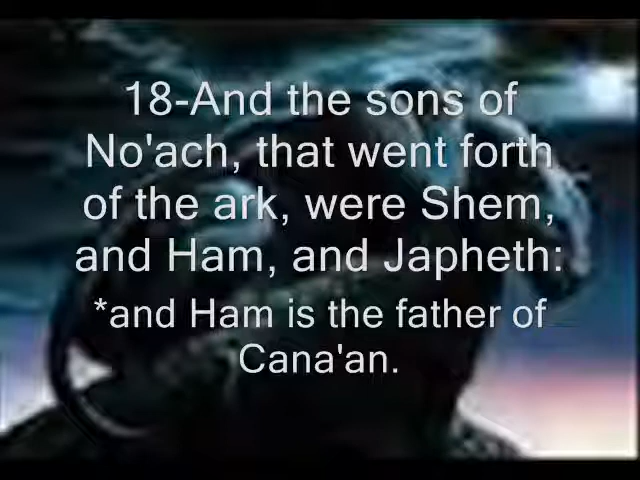 18-And the sons of
No'ach, that went forth
of the ark, were Shem,
and Ham, and Japheth:
*and Ham is the father of
Cana'an.